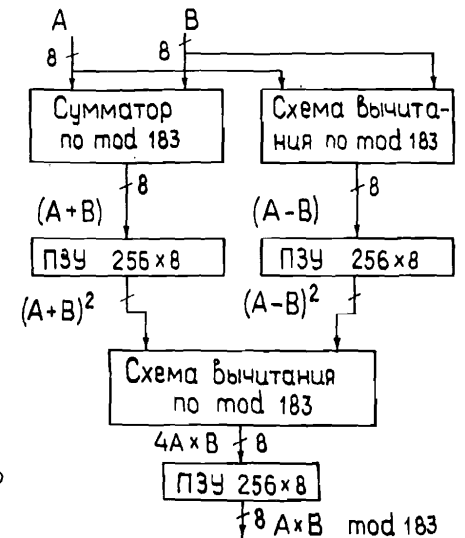 A B
8 8
Сумматор
по mod 183
Схема вычита-
ния по mod 183
8 8
(A+B) (A-B)
ПЗУ 256×8
ПЗУ 256×8
(A+B)² (A-B)²
Схема вычитания
по mod 183
4A×B 8
ПЗУ 256×8
8 A×B mod 183